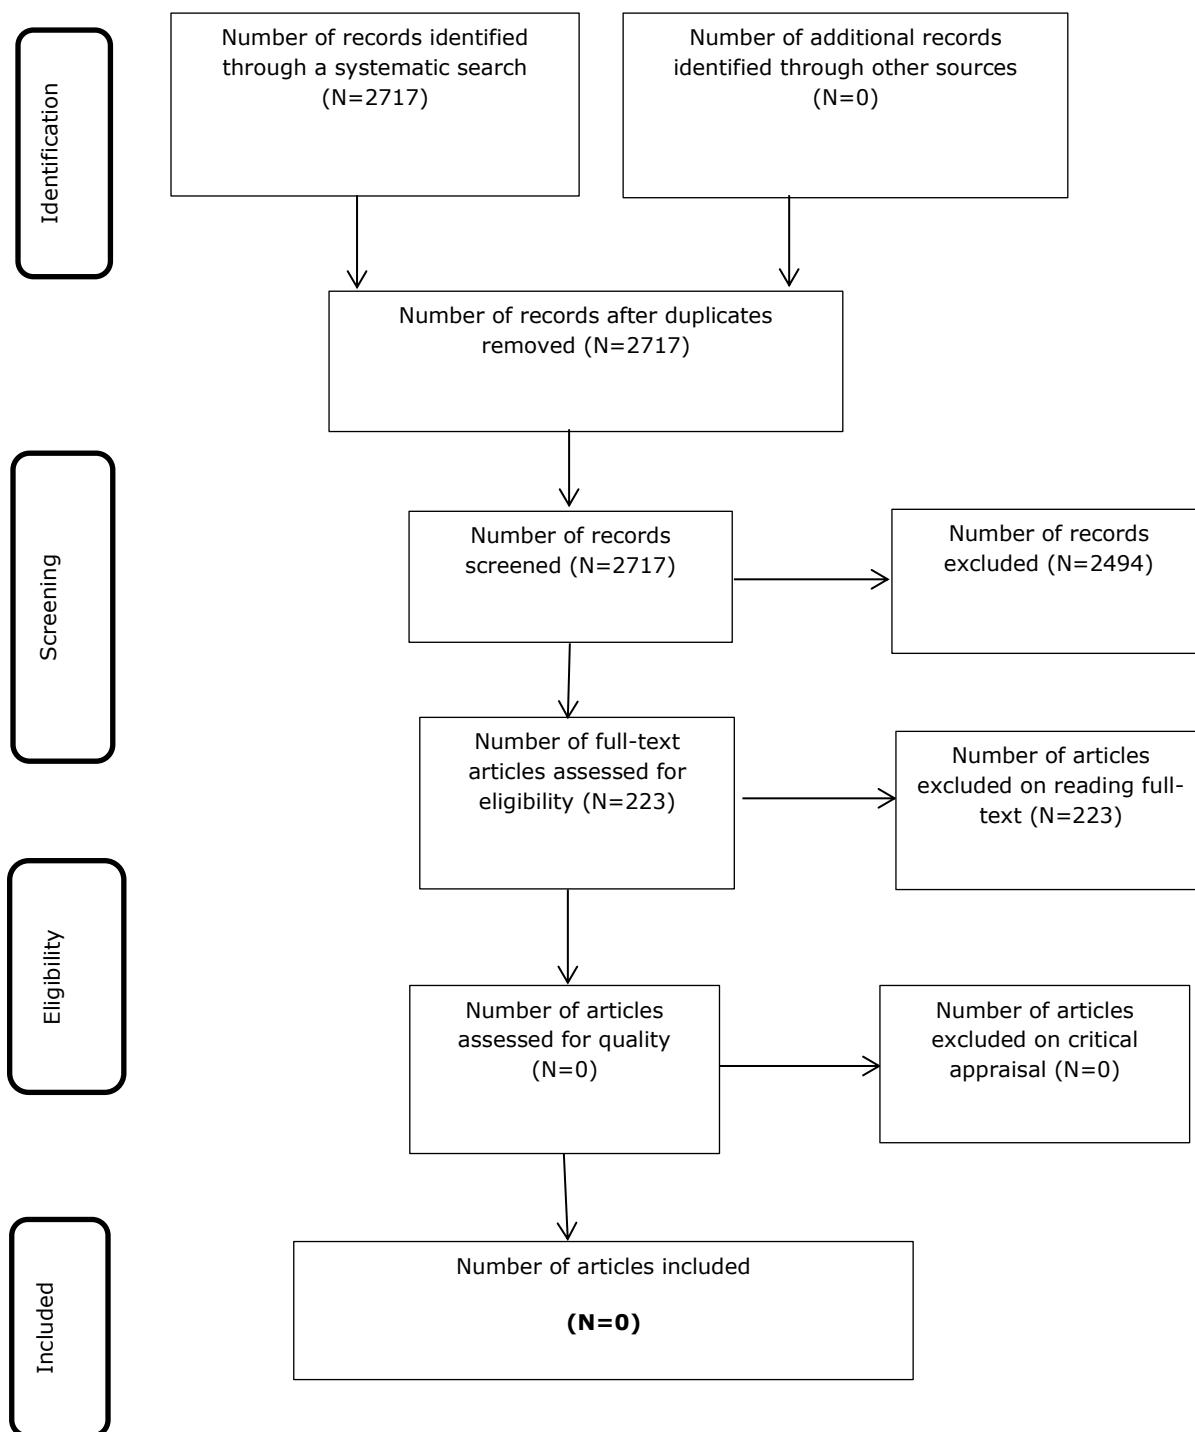 Identification
Number of records identified
through a systematic search
(N=2717)
Number of additional records
identified through other sources
(N=0)
Number of records after duplicates
removed (N=2717)
Screening
Number of records
screened (N=2717)
Number of records
excluded (N=2494)
Number of full-text
articles assessed for
eligibility (N=223)
Number of articles
excluded on reading full-
text (N=223)
Eligibility
Number of articles
assessed for quality
(N=0)
Number of articles
excluded on critical
appraisal (N=0)
Included
Number of articles included
(N=0)